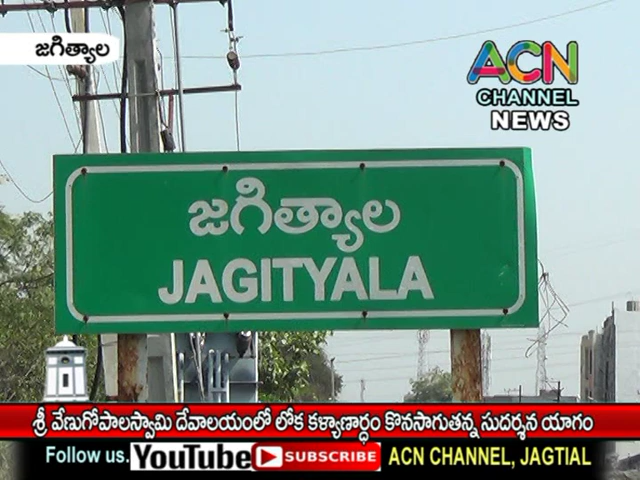 జగిత్యాల
ACN
CHANNEL
NEWS
జగిత్యాల
JAGITYALA
శ్రీ వేణుగోపాలస్వామి దేవాలయంలో లోక కళ్యాణార్ధం కొనసాగుతన్న సుదర్శన యాగం
Follow us. YouTube SUBSCRIBE ACN CHANNEL, JAGTIAL